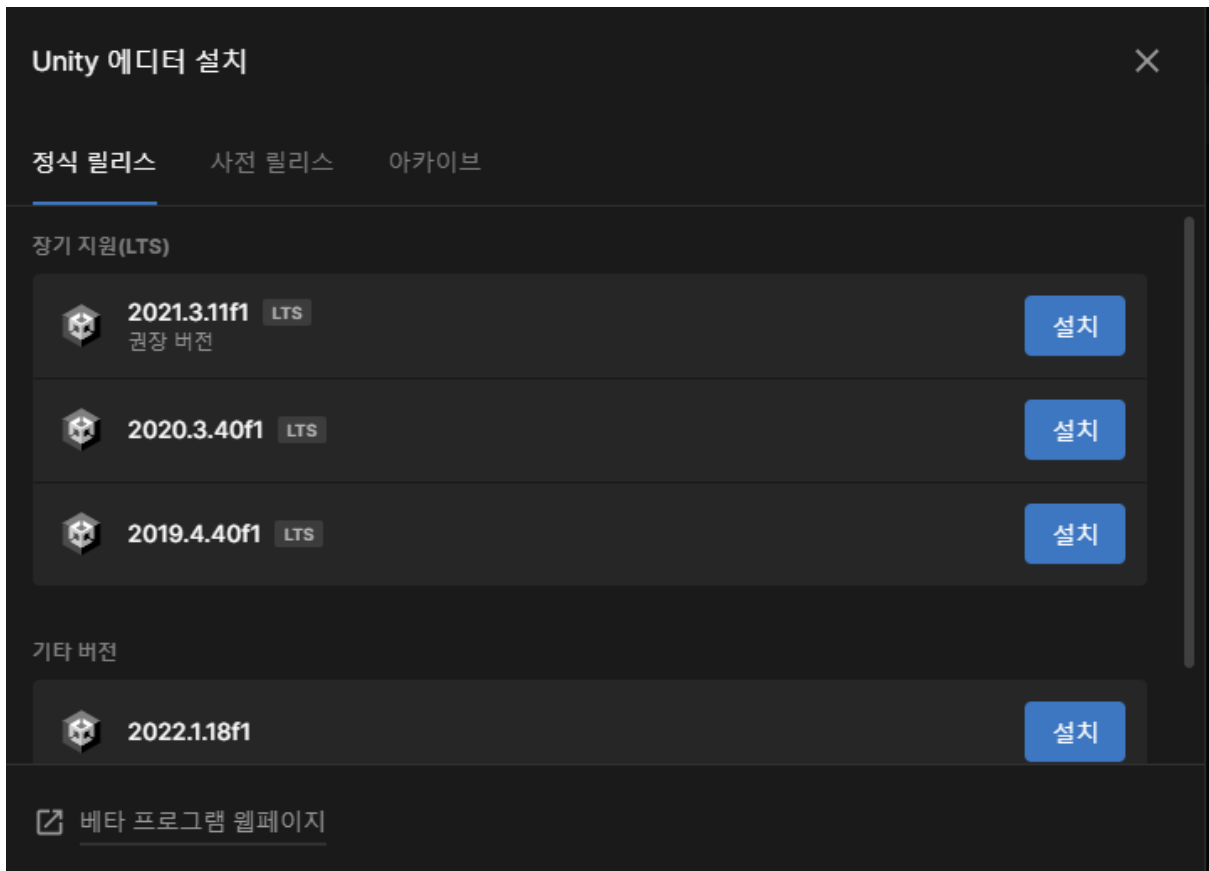 Unity 에디터 설치
정식 릴리스 사전 릴리스 아카이브
장기 지원(LTS)
2021.3.11f1 LTS
권장 버전
설치
2020.3.40f1 LTS 설치
2019.4.40f1 LTS 설치
기타 버전
2022.1.18f1 설치
베타 프로그램 웹페이지